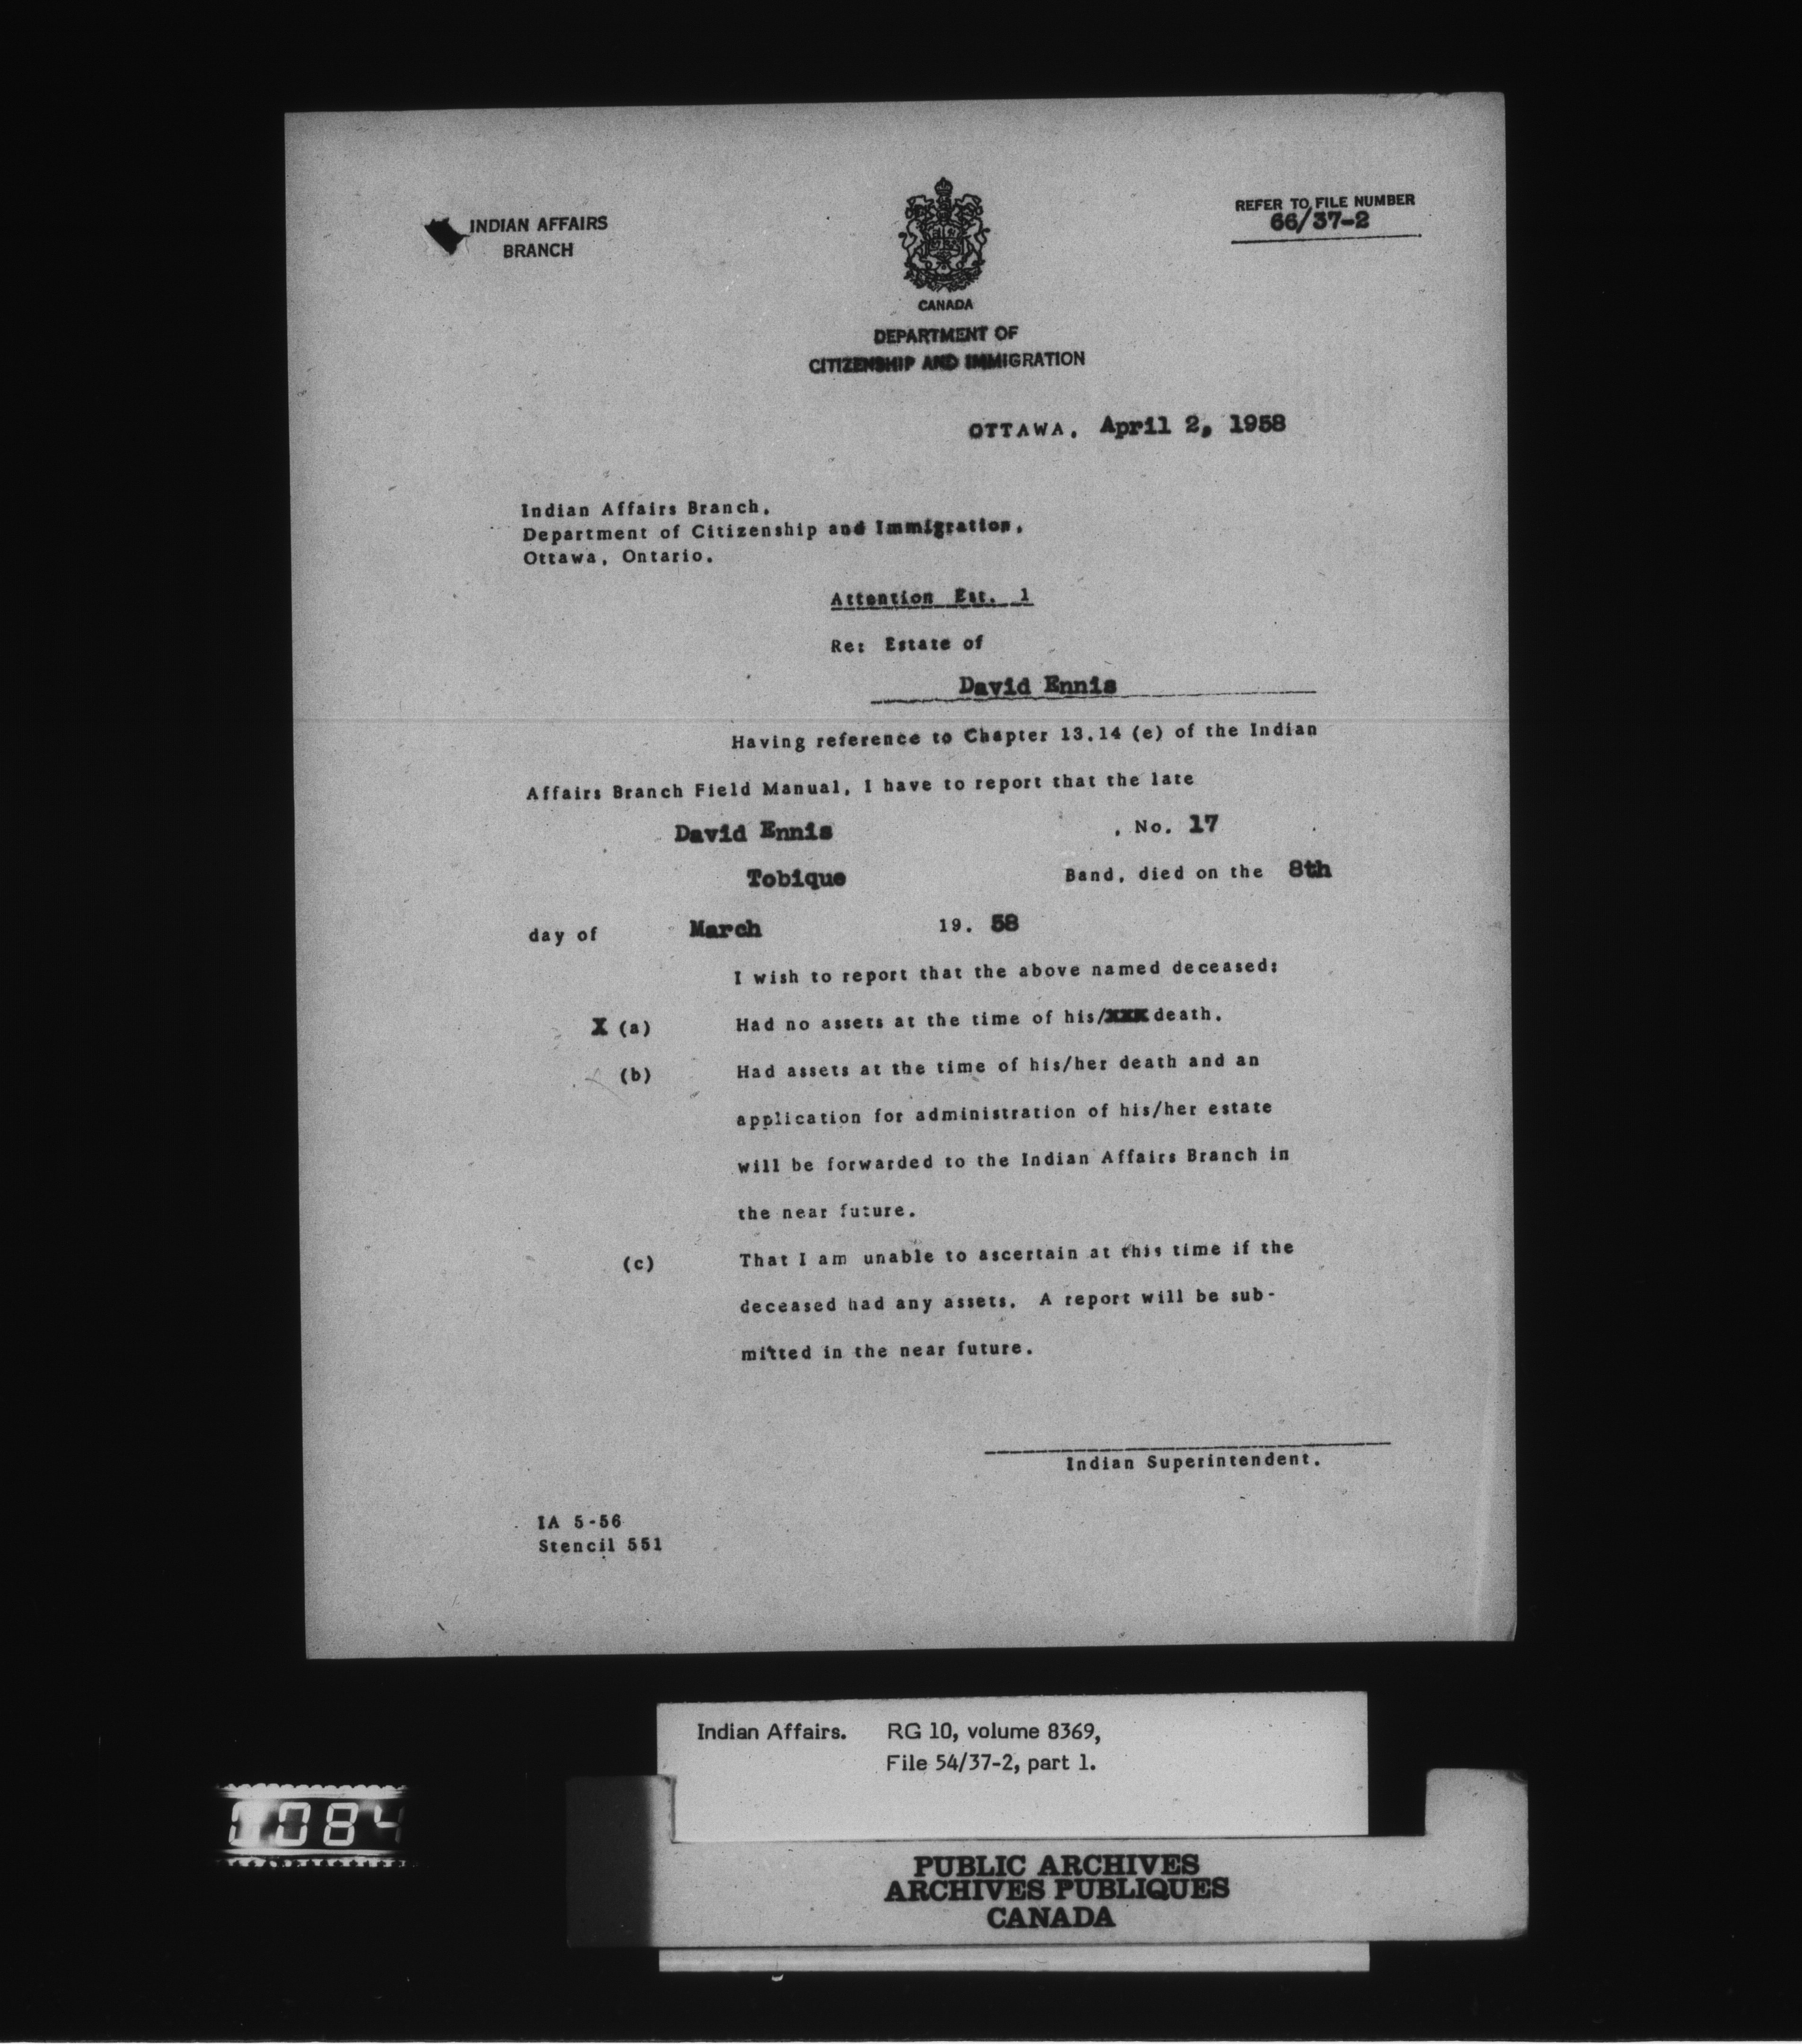 INDIAN AFFAIRS
BRANCH
REFER TO FILE NUMBER
66/37-2
CANADA
DEPARTMENT OF
CITIZENSHIP AND IMMIGRATION
OTTAWA, April 2, 1958
Indian Affairs Branch,
Department of Citizenship and Immigration,
Ottawa, Ontario.
Attention Est. 1
Re: Estate of
David Ennis
Having reference to Chapter 13.14 (e) of the Indian
Affairs Branch Field Manual, I have to report that the late
David Ennis , No. 17
Tobique Band, died on the 8th
day of March 19. 58
I wish to report that the above named deceased:
X (a) Had no assets at the time of his/xxx death.
(b) Had assets at the time of his/her death and an
application for administration of his/her estate
will be forwarded to the Indian Affairs Branch in
the near future.
(c) That I am unable to ascertain at this time if the
deceased had any assets. A report will be sub-
mitted in the near future.
Indian Superintendent.
IA 5-56
Stencil 551
Indian Affairs. RG 10, volume 8369,
File 54/37-2, part 1.
0084
PUBLIC ARCHIVES
ARCHIVES PUBLIQUES
CANADA